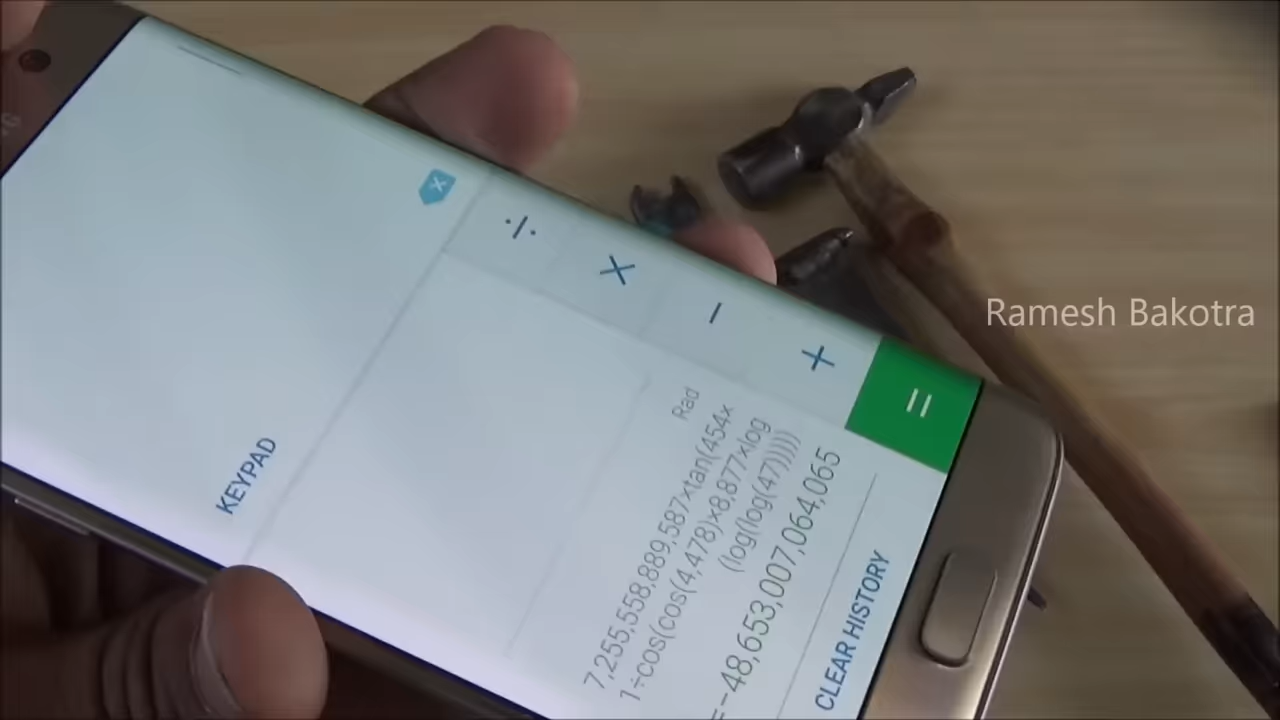 ÷
×
−
+
=
KEYPAD
Rad
7,255,558,889,587×tan(454×
1÷cos(cos(4,478)×8,877×log
(log(log(47)))))
=-48,653,007,064,065
CLEAR HISTORY
Ramesh Bakotra